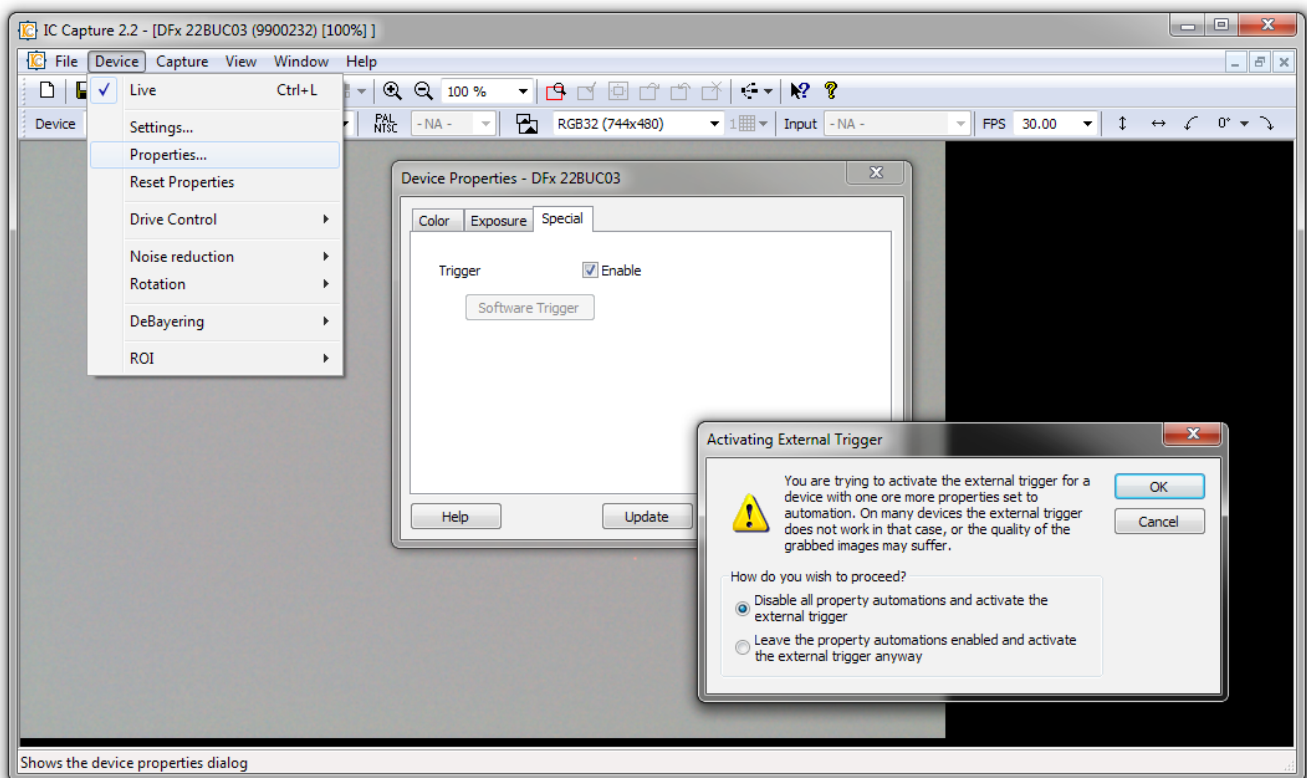 IC Capture 2.2 - [DFx 22BUC03 (9900232) [100%] ]
File Device Capture View Window Help
100 %
Device
PAL
NTSC
- NA -
RGB32 (744x480)
1
Input
- NA -
FPS
30.00
0°
Live Ctrl+L
Settings...
Properties...
Reset Properties
Drive Control
Noise reduction
Rotation
DeBayering
ROI
Device Properties - DFx 22BUC03
Color Exposure Special
Trigger Enable
Software Trigger
Help Update
Activating External Trigger
You are trying to activate the external trigger for a
device with one ore more properties set to
automation. On many devices the external trigger
does not work in that case, or the quality of the
grabbed images may suffer.
OK
Cancel
How do you wish to proceed?
Disable all property automations and activate the
external trigger
Leave the property automations enabled and activate
the external trigger anyway
Shows the device properties dialog